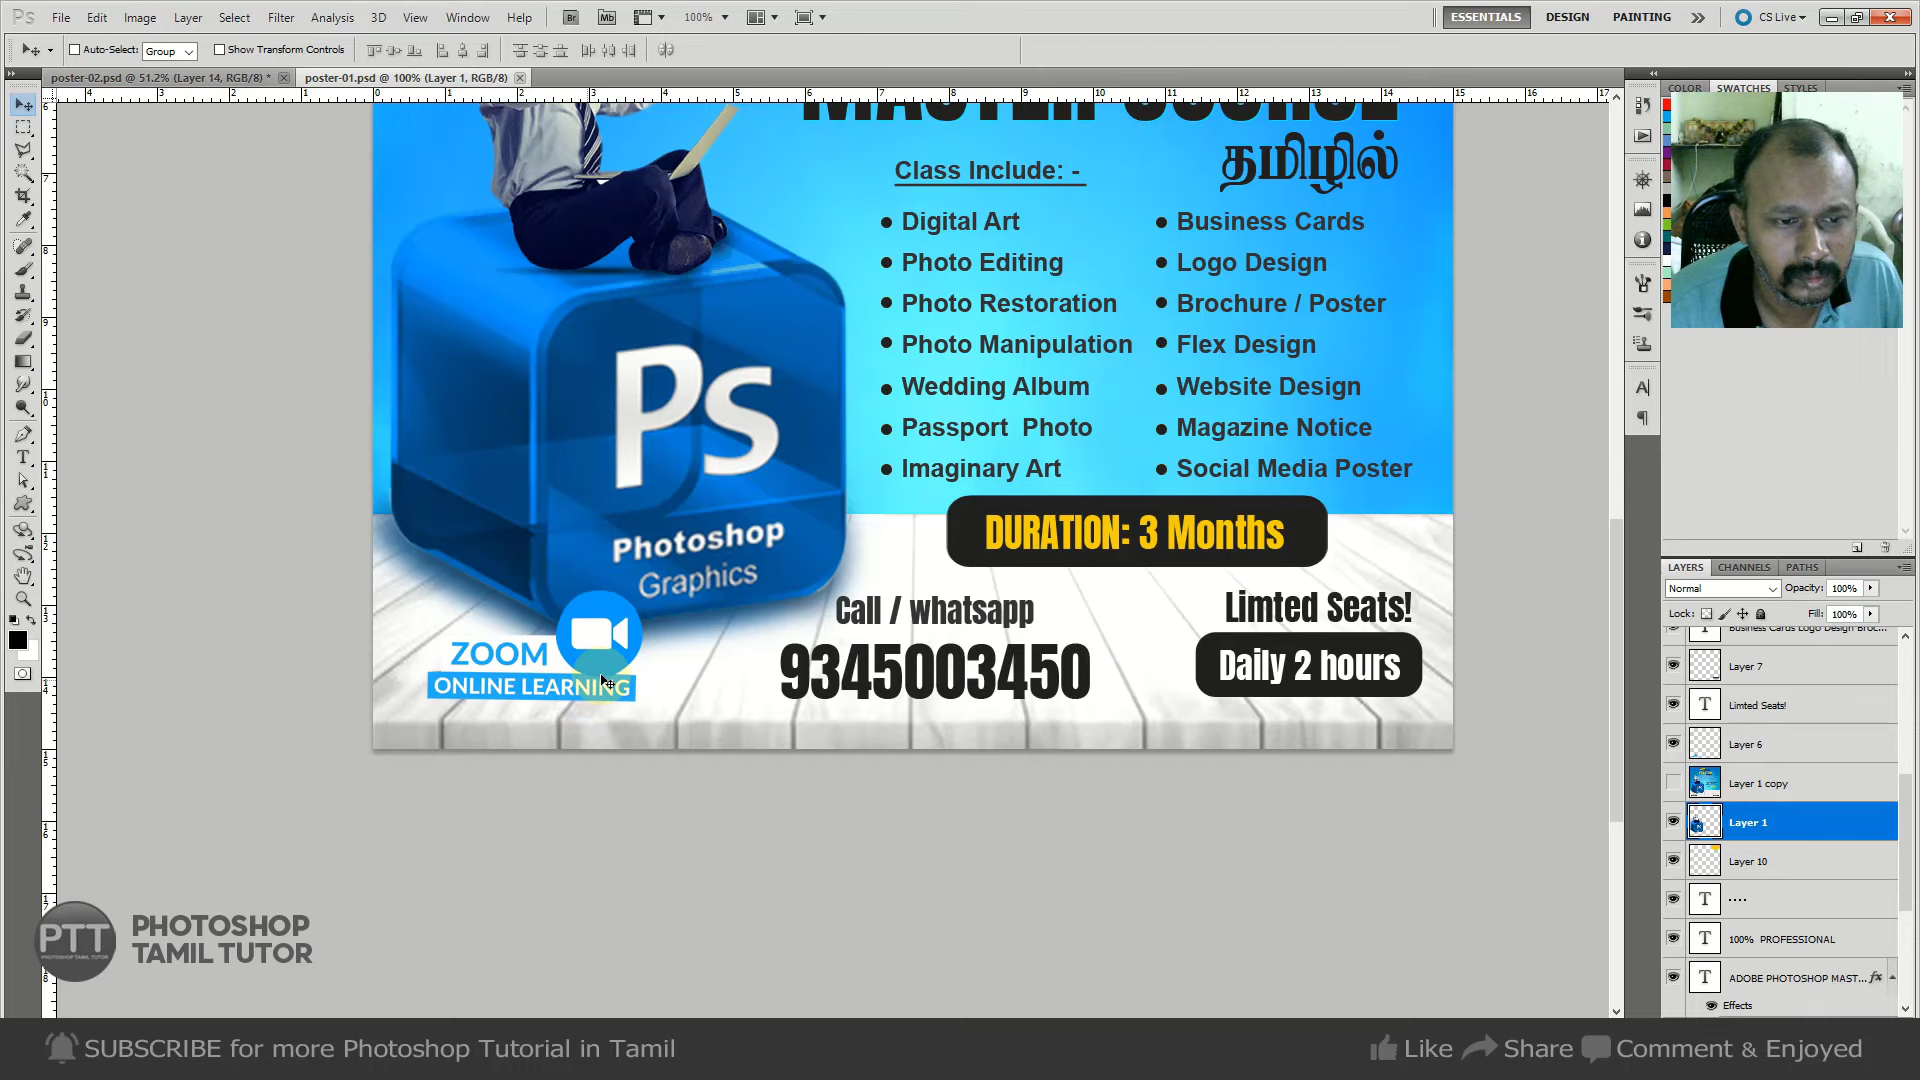 Ps File Edit Image Layer Select Filter Analysis 3D View Window Help Br Mb 100% ESSENTIALS DESIGN PAINTING CS Live
Auto-Select: Group Show Transform Controls
poster-02.psd @ 51.2% (Layer 14, RGB/8) * poster-01.psd @ 100% (Layer 1, RGB/8)
COLOR SWATCHES STYLES
தமிழில்
Class Include: -
Digital Art
Photo Editing
Photo Restoration
Photo Manipulation
Wedding Album
Passport Photo
Imaginary Art
Business Cards
Logo Design
Brochure / Poster
Flex Design
Website Design
Magazine Notice
Social Media Poster
Ps
Photoshop
Graphics
DURATION: 3 Months
ZOOM
ONLINE LEARNING
Call / whatsapp
9345003450
Limted Seats!
Daily 2 hours
LAYERS CHANNELS PATHS
Normal Opacity: 100%
Lock: Fill: 100%
Layer 7
Limted Seats!
Layer 6
Layer 1 copy
Layer 1
Layer 10
....
100% PROFESSIONAL
ADOBE PHOTOSHOP MAST... fx
Effects
PTT
PHOTOSHOP TAMIL TUTOR
PHOTOSHOP
TAMIL TUTOR
SUBSCRIBE for more Photoshop Tutorial in Tamil
Like Share Comment & Enjoyed